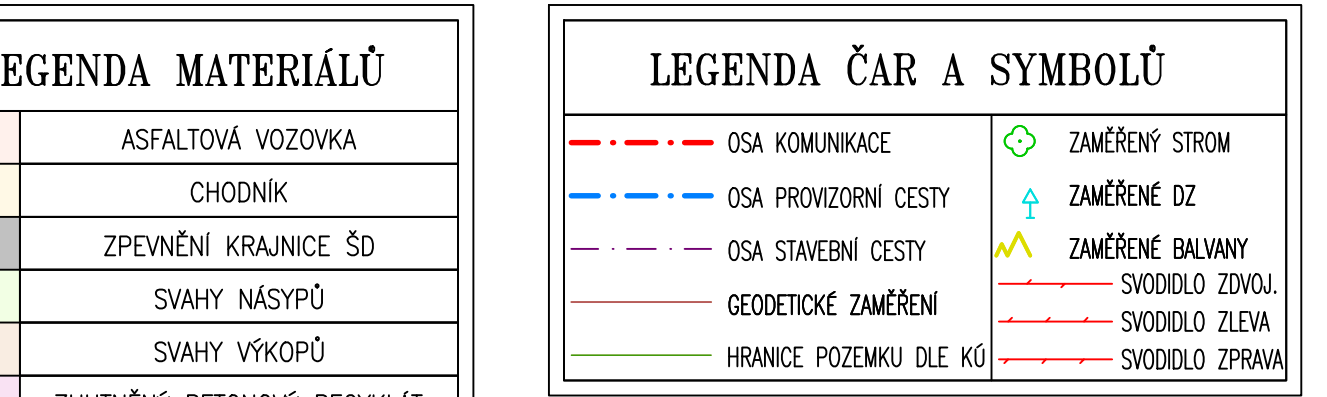 EGENDA MATERIÁLŮ
ASFALTOVÁ VOZOVKA
CHODNÍK
ZPEVNĚNÍ KRAJNICE ŠD
SVAHY NÁSYPŮ
SVAHY VÝKOPŮ
LEGENDA ČAR A SYMBOLŮ
OSA KOMUNIKACE
OSA PROVIZORNÍ CESTY
OSA STAVEBNÍ CESTY
GEODETICKÉ ZAMĚŘENÍ
HRANICE POZEMKU DLE KÚ
ZAMĚŘENÝ STROM
ZAMĚŘENÉ DZ
ZAMĚŘENÉ BALVANY
SVODIDLO ZDVOJ.
SVODIDLO ZLEVA
SVODIDLO ZPRAVA